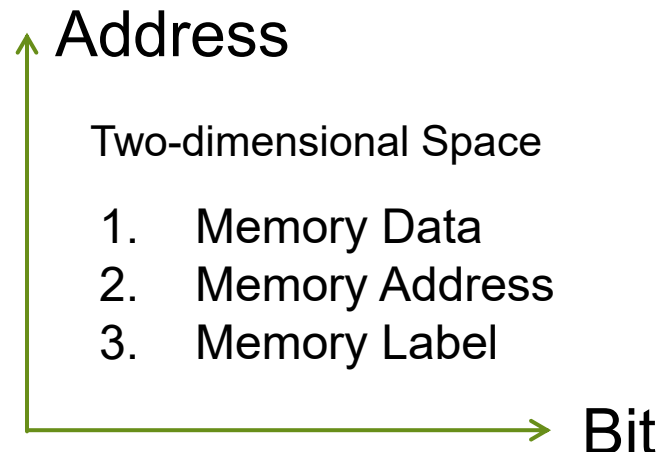 Address
Two-dimensional Space
1. Memory Data
2. Memory Address
3. Memory Label
Bit